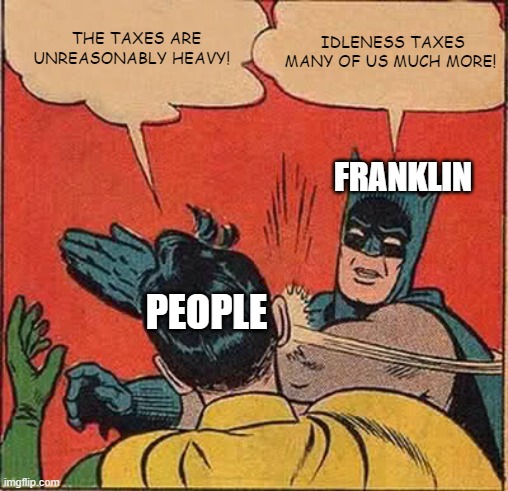 THE TAXES ARE
UNREASONABLY HEAVY!
IDLENESS TAXES
MANY OF US MUCH MORE!
FRANKLIN
PEOPLE
imgflip.com